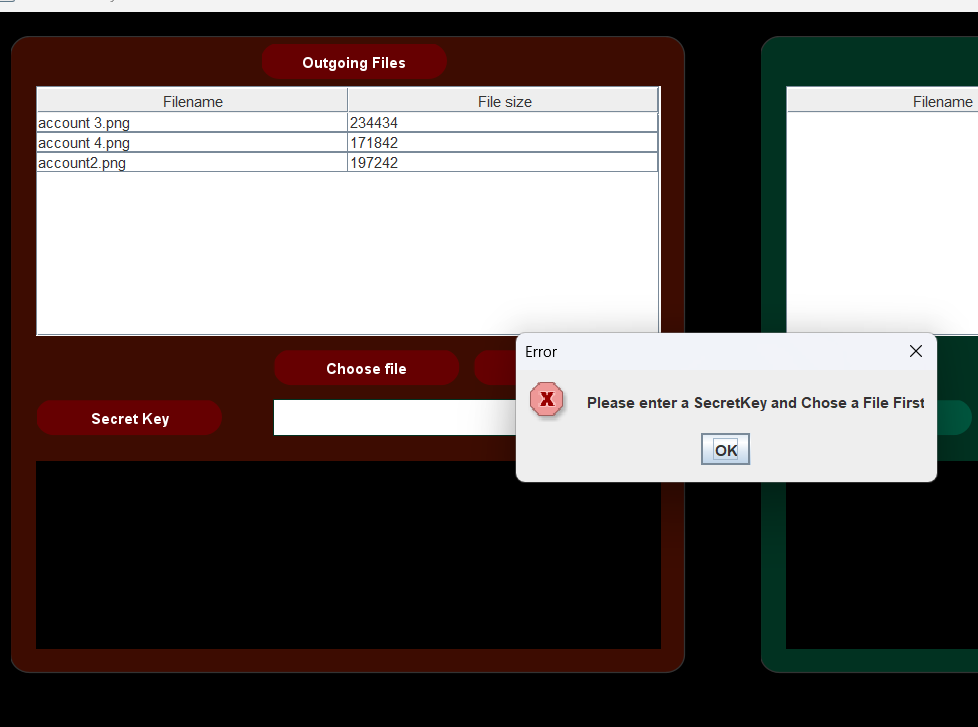 Outgoing Files
Filename File size
account 3.png 234434
account 4.png 171842
account2.png 197242
Choose file
Secret Key
Filename
Error
X
Please enter a SecretKey and Chose a File First
OK